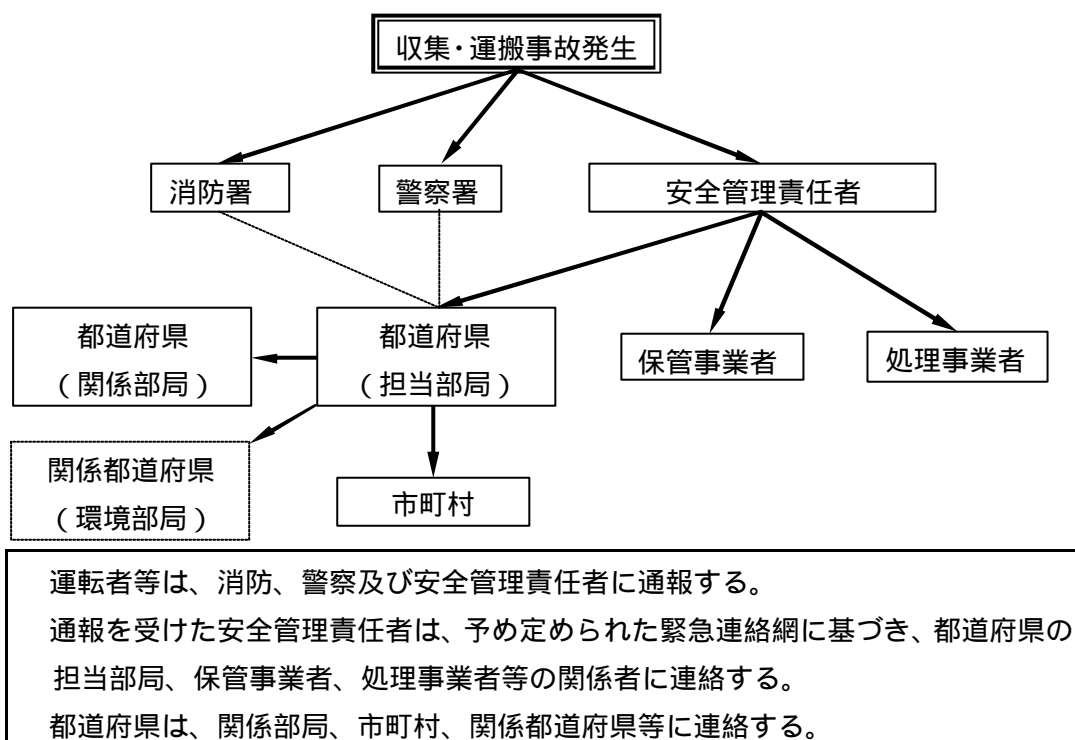 収集・運搬事故発生
消防署
警察署
安全管理責任者
都道府県
（関係部局）
都道府県
（担当部局）
保管事業者
処理事業者
関係都道府県
（環境部局）
市町村
運転者等は、消防、警察及び安全管理責任者に通報する。
通報を受けた安全管理責任者は、予め定められた緊急連絡網に基づき、都道府県の
担当部局、保管事業者、処理事業者等の関係者に連絡する。
都道府県は、関係部局、市町村、関係都道府県等に連絡する。